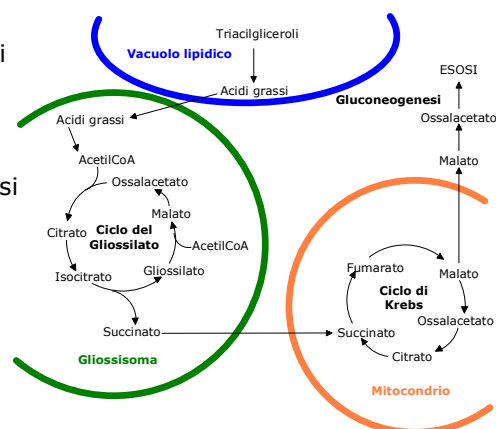 i
Triacilgliceroli
Vacuolo lipidico
Acidi grassi
ESOSI
Gluconeogenesi
Ossalacetato
Malato
Acidi grassi
AcetilCoA
si
Ossalacetato
Malato
Ciclo del
Gliossilato
Citrato
AcetilCoA
Isocitrato
Gliossilato
Succinato
Gliossisoma
Fumarato
Malato
Ciclo di
Krebs
Ossalacetato
Succinato
Citrato
Mitocondrio